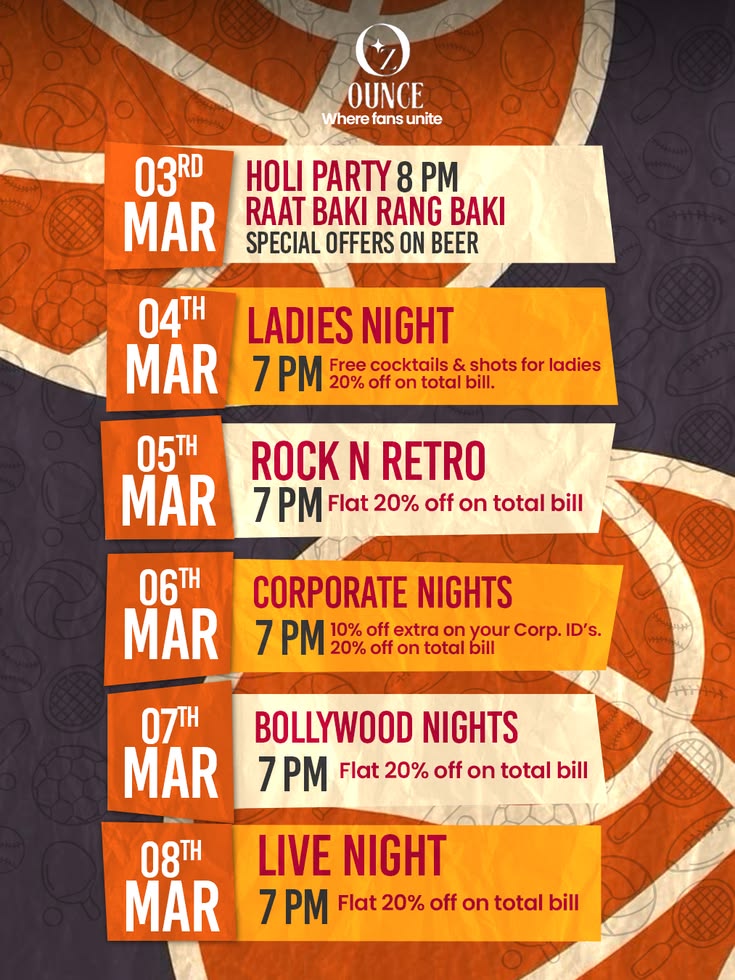 OZ
OUNCE
Where fans unite
03RD
MAR
HOLI PARTY 8 PM
RAAT BAKI RANG BAKI
SPECIAL OFFERS ON BEER
04TH
MAR
LADIES NIGHT
7 PM Free cocktails & shots for ladies
20% off on total bill.
05TH
MAR
ROCK N RETRO
7 PM Flat 20% off on total bill
06TH
MAR
CORPORATE NIGHTS
7 PM 10% off extra on your Corp. ID's.
20% off on total bill
07TH
MAR
BOLLYWOOD NIGHTS
7 PM Flat 20% off on total bill
08TH
MAR
LIVE NIGHT
7 PM Flat 20% off on total bill